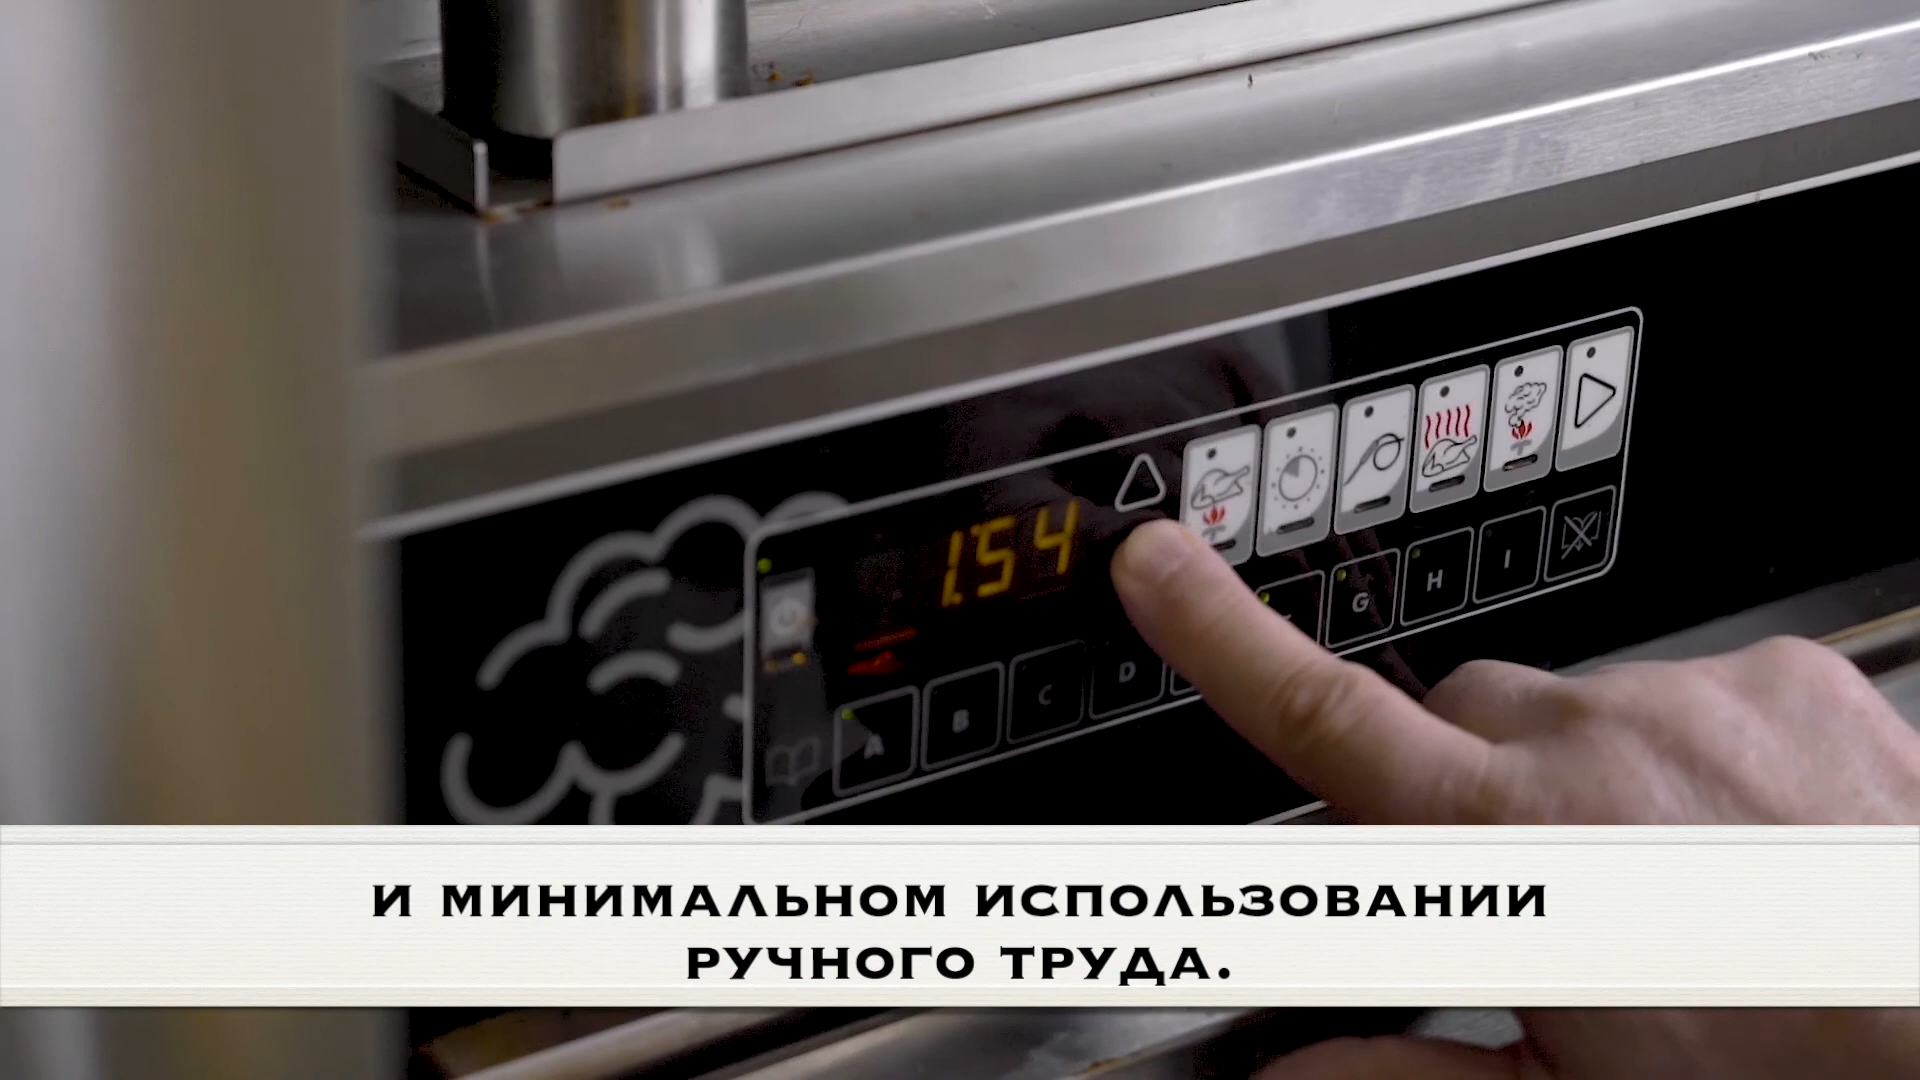 1.54
A B C D G H I
И МИНИМАЛЬНОМ ИСПОЛЬЗОВАНИИ
РУЧНОГО ТРУДА.